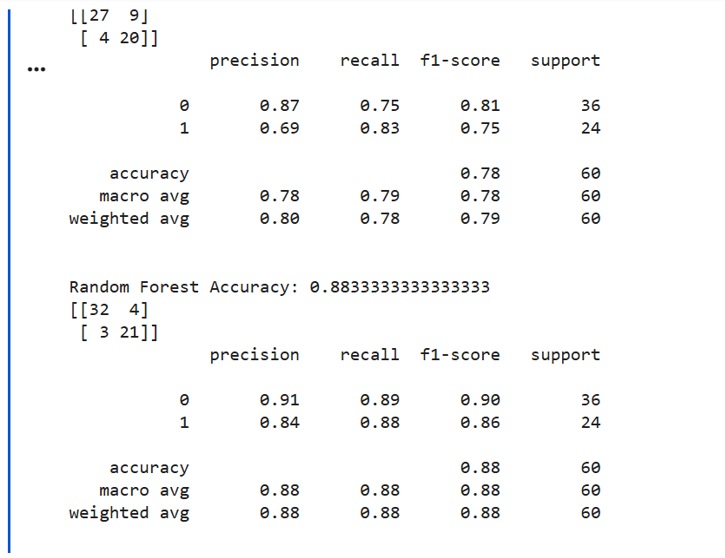 [[27  9]
 [ 4 20]]
              precision    recall  f1-score   support

           0       0.87      0.75      0.81        36
           1       0.69      0.83      0.75        24

    accuracy                           0.78        60
   macro avg       0.78      0.79      0.78        60
weighted avg       0.80      0.78      0.79        60

Random Forest Accuracy: 0.8833333333333333
[[32  4]
 [ 3 21]]
              precision    recall  f1-score   support

           0       0.91      0.89      0.90        36
           1       0.84      0.88      0.86        24

    accuracy                           0.88        60
   macro avg       0.88      0.88      0.88        60
weighted avg       0.88      0.88      0.88        60